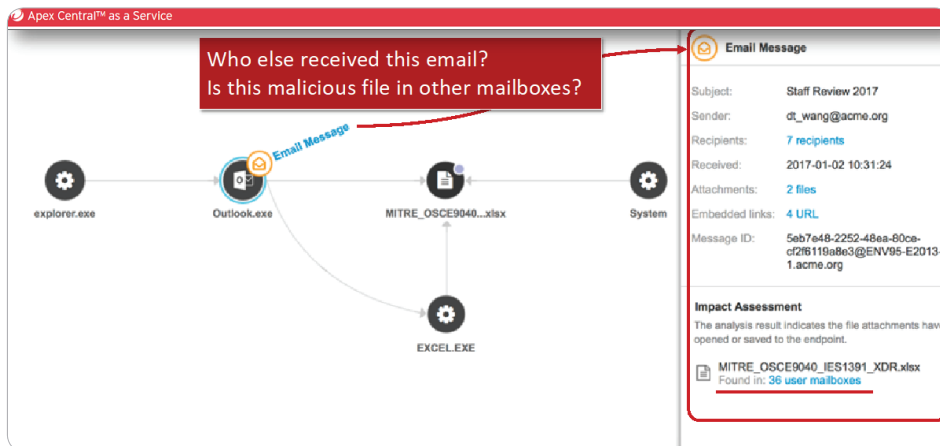 Apex Central™ as a Service
Who else received this email?
Is this malicious file in other mailboxes?
Email Message
explorer.exe
Outlook.exe
MITRE_OSCE9040...xlsx
System
EXCEL.EXE
Email Message
Subject: Staff Review 2017
Sender: dt_wang@acme.org
Recipients: 7 recipients
Received: 2017-01-02 10:31:24
Attachments: 2 files
Embedded links: 4 URL
Message ID: 5eb7e48-2252-48ea-80ce-
cf2f6119a8e3@ENV95-E2013-
1.acme.org
Impact Assessment
The analysis result indicates the file attachments hav
opened or saved to the endpoint.
MITRE_OSCE9040_IES1391_XDR.xlsx
Found in: 36 user mailboxes